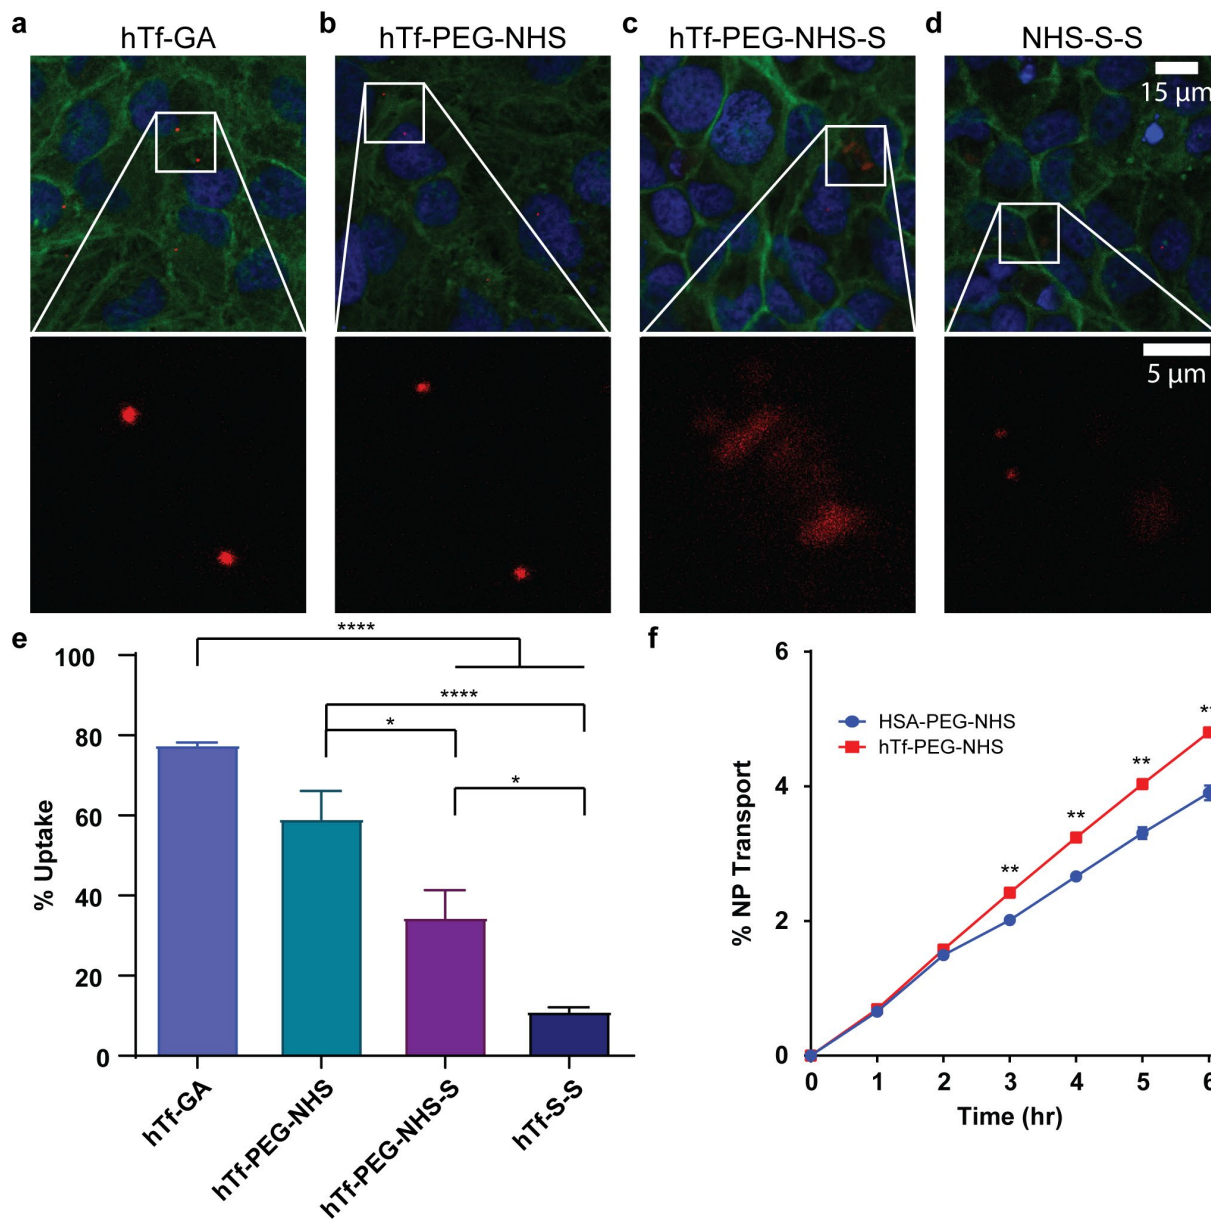 a
hTf-GA
b
hTf-PEG-NHS
c
hTf-PEG-NHS-S
d
NHS-S-S
15 µm
5 µm
e
****
****
*
*
100
80
60
40
20
0
% Uptake
hTf-GA
hTf-PEG-NHS
hTf-PEG-NHS-S
hTf-S-S
f
6
4
2
0
% NP Transport
HSA-PEG-NHS
hTf-PEG-NHS
**
**
**
**
0 1 2 3 4 5 6
Time (hr)